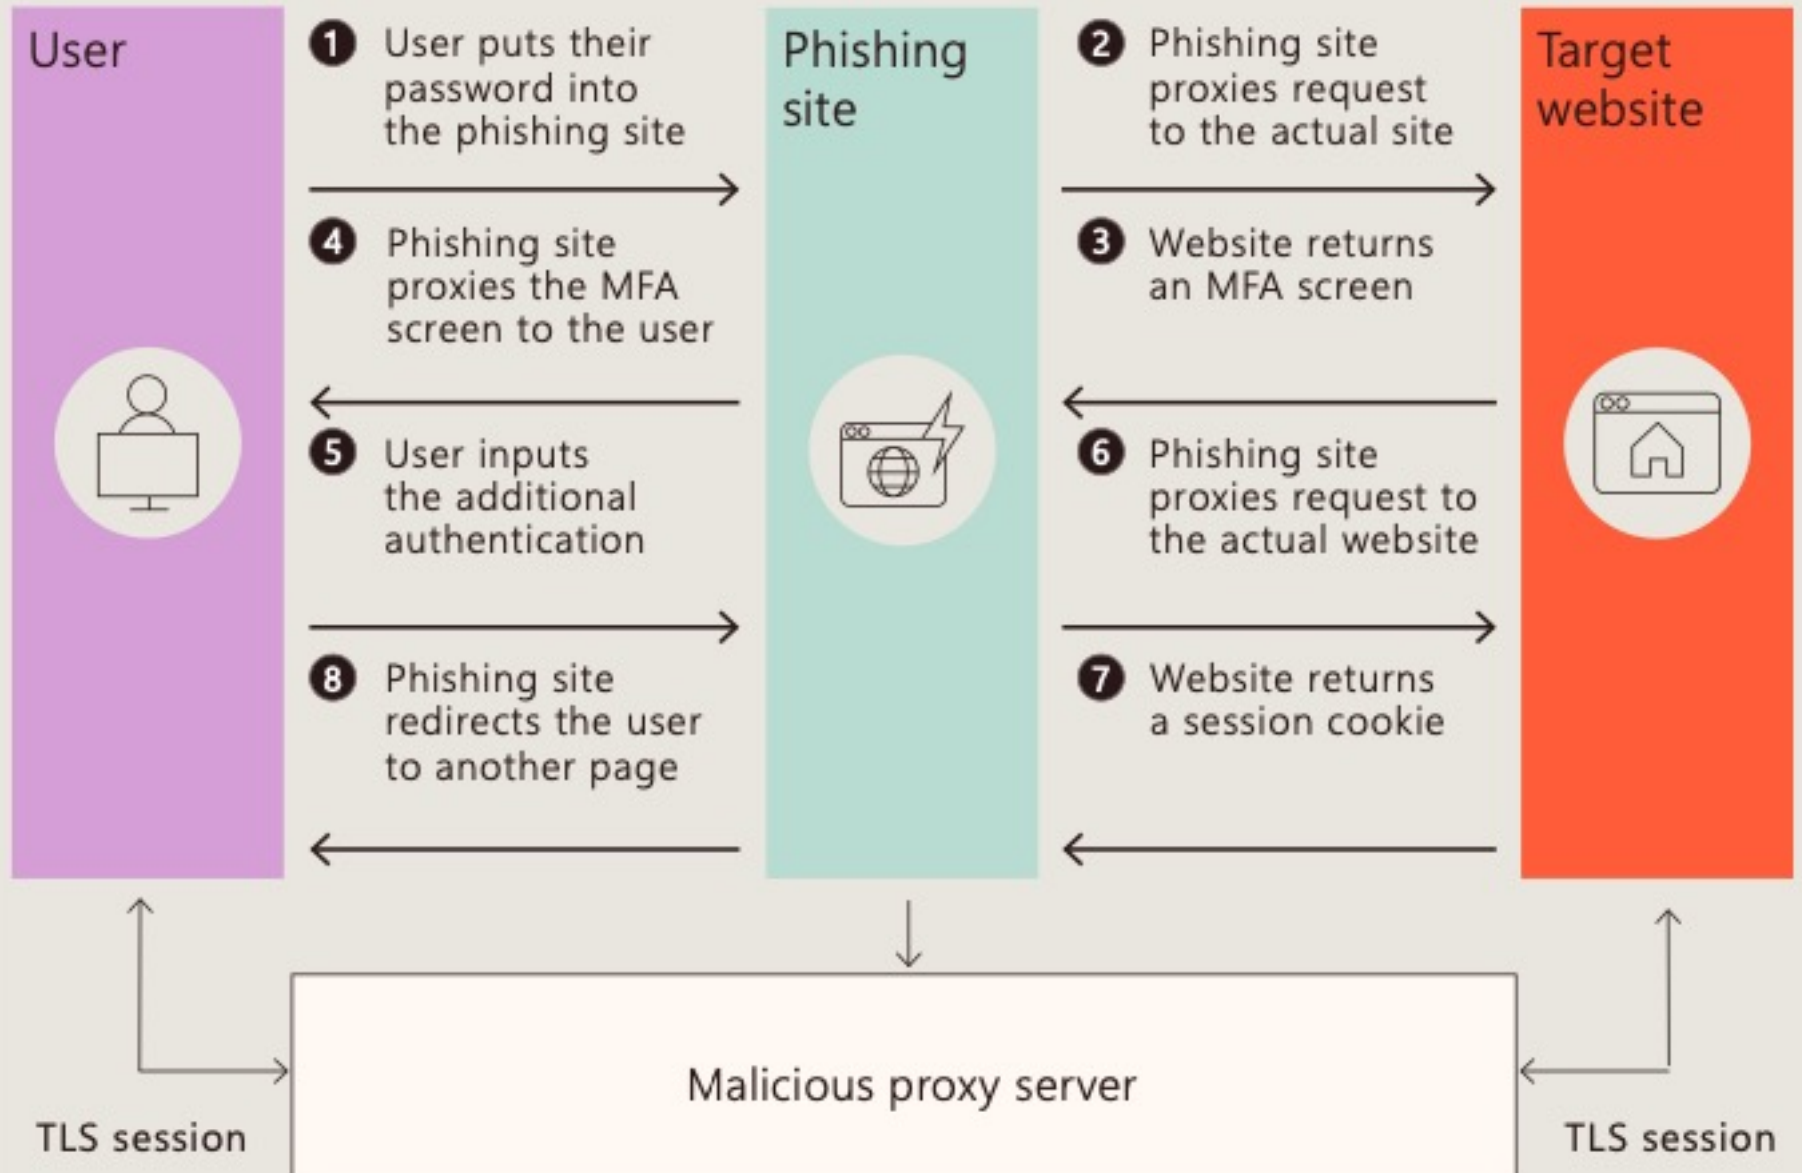 User
1 User puts their
password into
the phishing site
Phishing
site
2 Phishing site
proxies request
to the actual site
Target
website
4 Phishing site
proxies the MFA
screen to the user
3 Website returns
an MFA screen
5 User inputs
the additional
authentication
6 Phishing site
proxies request to
the actual website
8 Phishing site
redirects the user
to another page
7 Website returns
a session cookie
Malicious proxy server
TLS session
TLS session